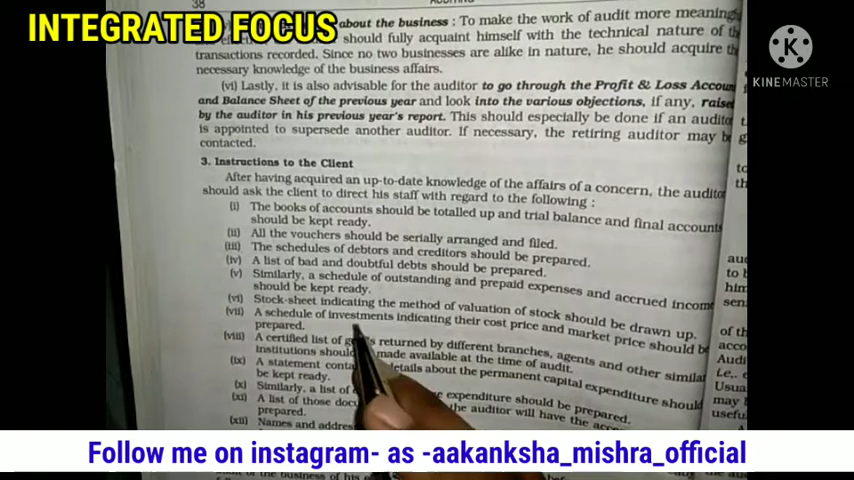 38
INTEGRATED FOCUS
about the business : To make the work of audit more meaning
should fully acquaint himself with the technical nature of th
transactions recorded. Since no two businesses are alike in nature, he should acquire th
necessary knowledge of the business affairs.
(vi) Lastly, it is also advisable for the auditor to go through the Profit & Loss Accou
and Balance Sheet of the previous year and look into the various objections, if any, raise
by the auditor in his previous year's report. This should especially be done if an audito
is appointed to supersede another auditor. If necessary, the retiring auditor may be
contacted.
3. Instructions to the Client
After having acquired an up-to-date knowledge of the affairs of a concern, the audito
should ask the client to direct his staff with regard to the following :
(i) The books of accounts should be totalled up and trial balance and final accounts
should be kept ready.
(ii) All the vouchers should be serially arranged and filed.
(iii) The schedules of debtors and creditors should be prepared.
(iv) A list of bad and doubtful debts should be prepared.
(v) Similarly, a schedule of outstanding and prepaid expenses and accrued income
should be kept ready.
(vi) Stock-sheet indicating the method of valuation of stock should be drawn up.
(vii) A schedule of investments indicating their cost price and market price should be
prepared.
(viii) A certified list of returned by different branches, agents and other similar
institutions should made available at the time of audit.
(ix) A statement details about the permanent capital expenditure should
be kept ready.
(x) Similarly, a list of expenditure should be prepared.
(xi) A list of those the auditor will have the
prepared.
(xii) Names and
KINEMASTER
Follow me on instagram- as -aakanksha_mishra_official